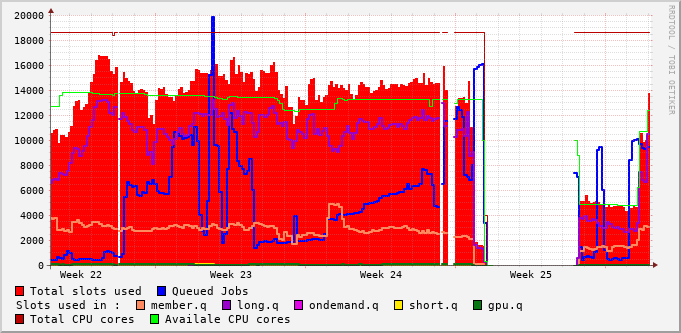 20000
18000
16000
14000
12000
10000
8000
6000
4000
2000
0
Week 22 Week 23 Week 24 Week 25
RRDTOOL / TOBI OETIKER
Total slots used Queued Jobs
Slots used in : member.q long.q ondemand.q short.q gpu.q
Total CPU cores Availale CPU cores